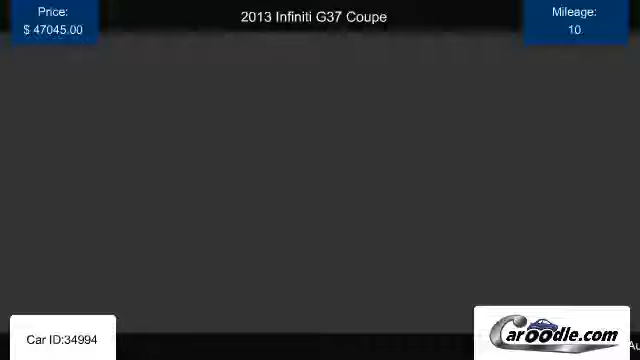 Price:
$ 47045.00
2013 Infiniti G37 Coupe
Mileage:
10
Car ID:34994
Caroodle.com